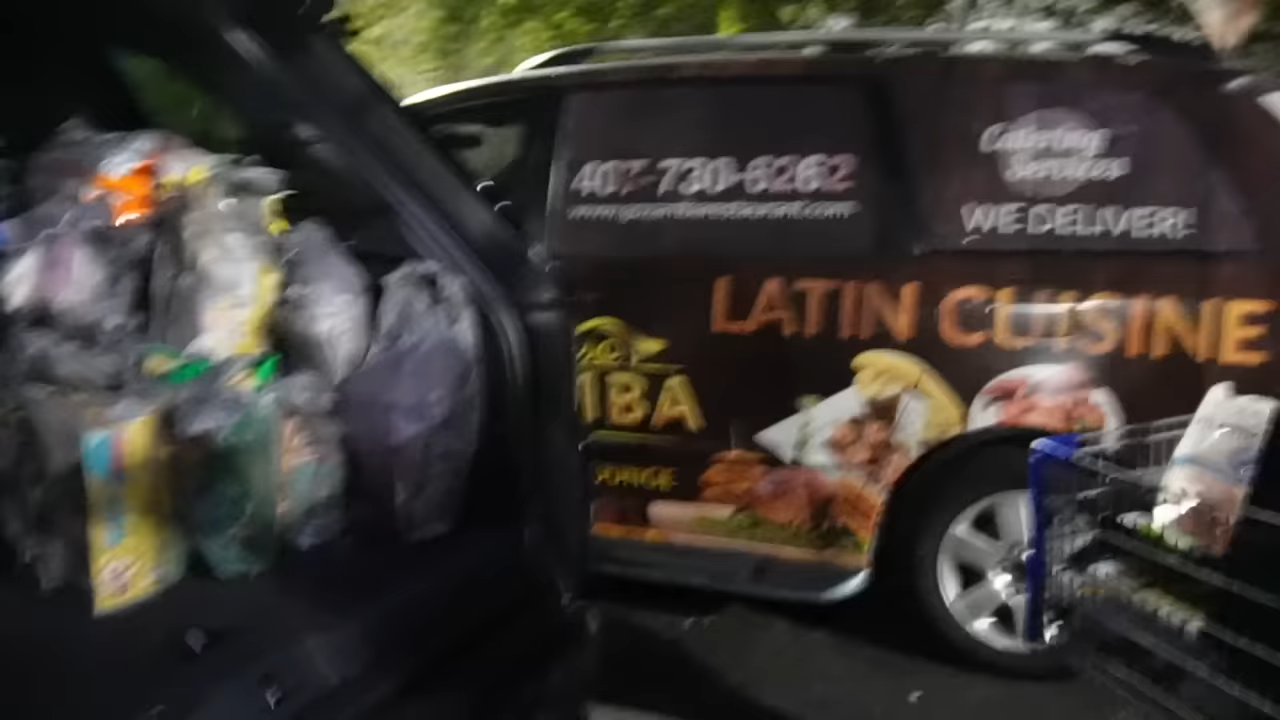 407-730-6262
Catering
Services
WE DELIVER!
LATIN CUISINE
MBA